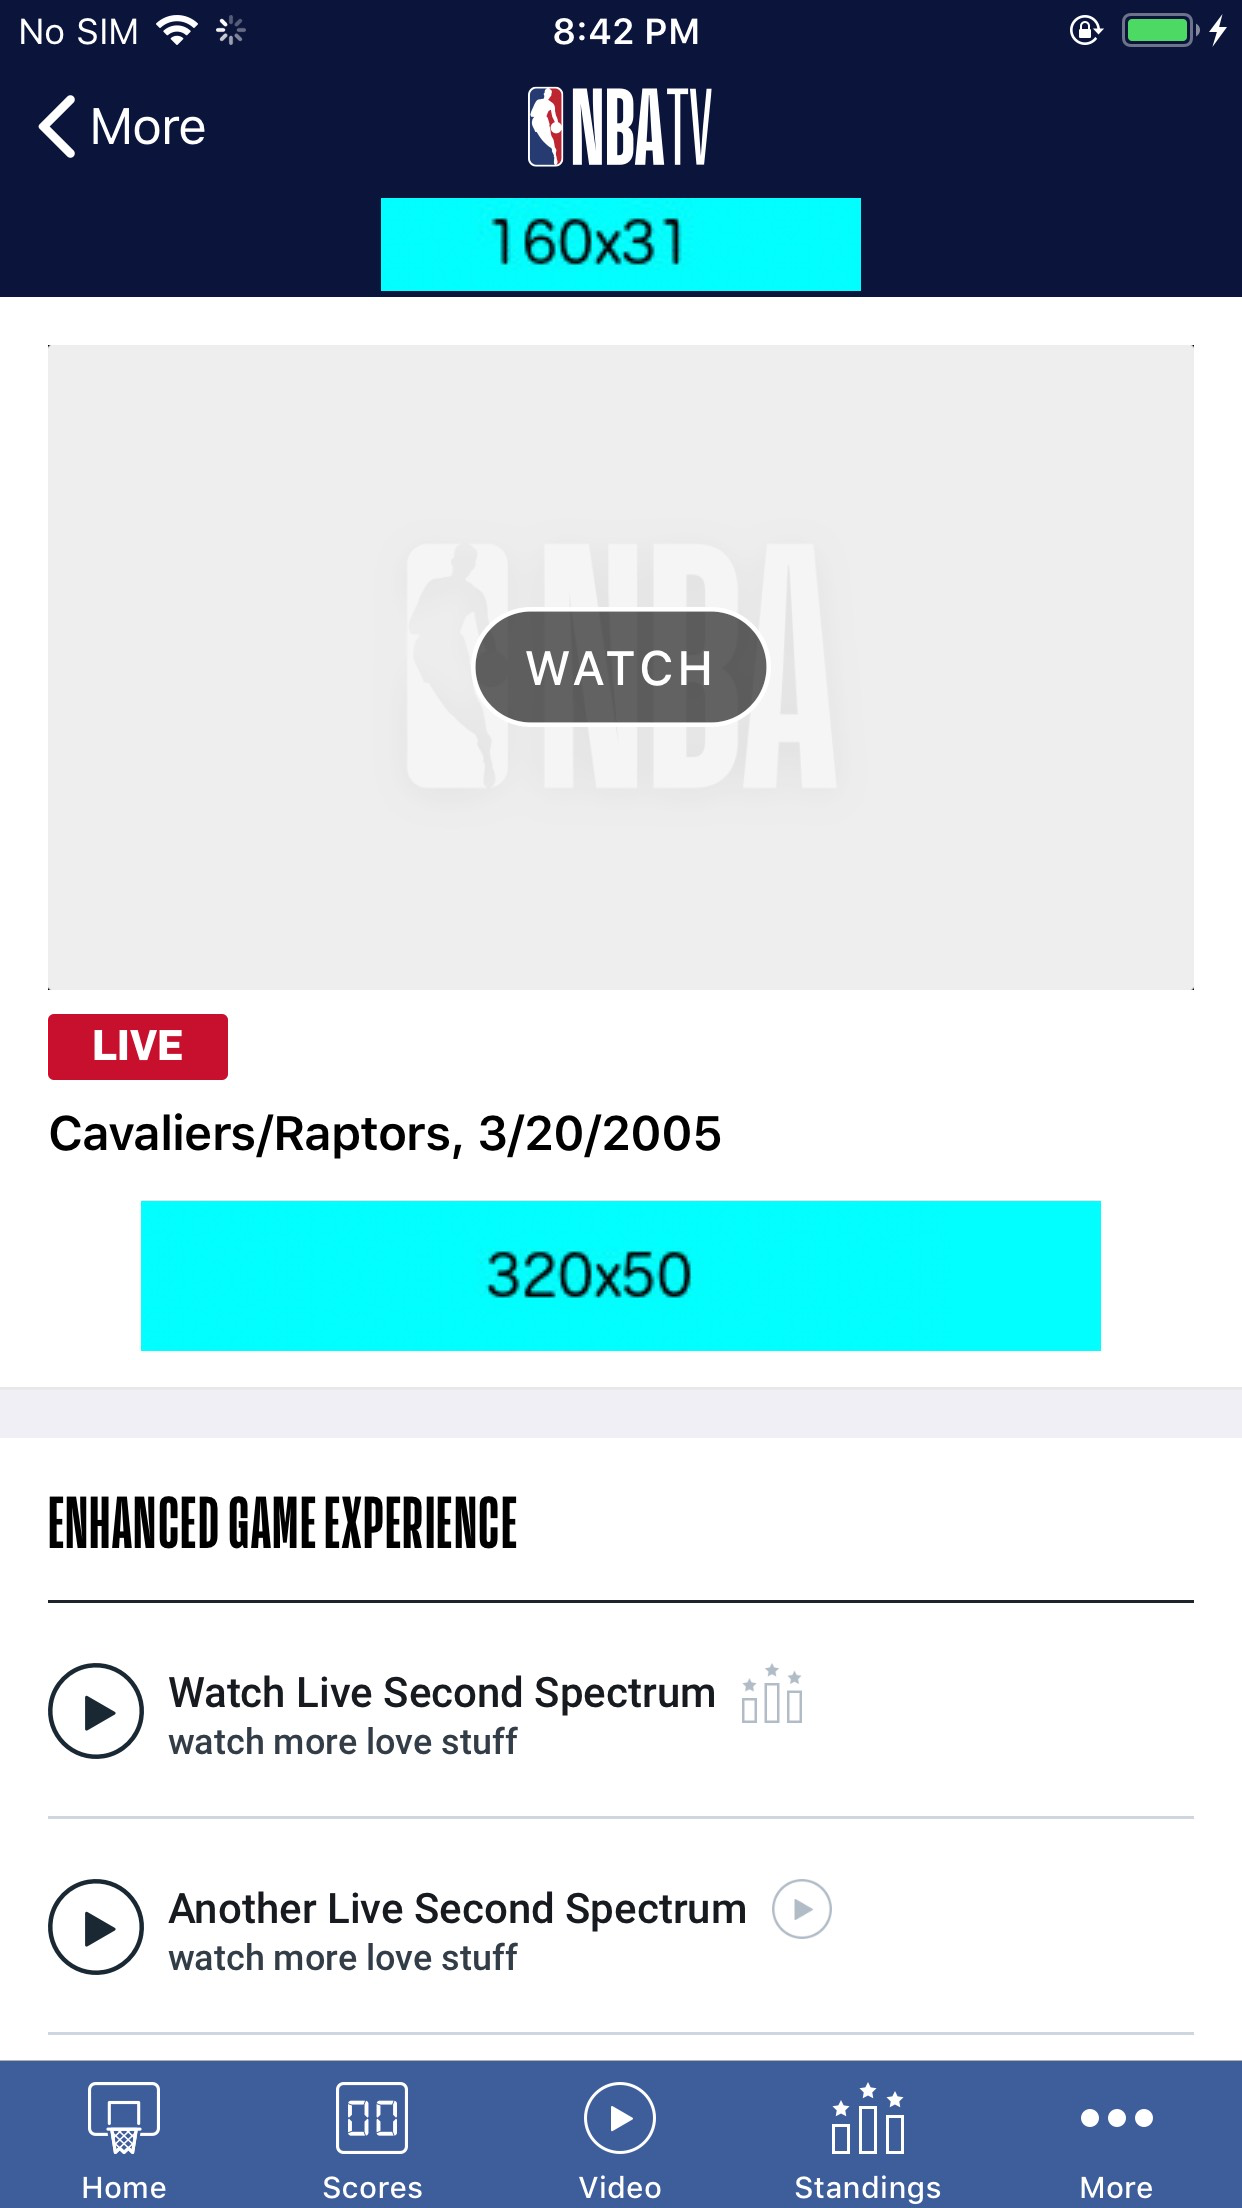 No SIM 8:42 PM
More NBA TV
160x31
NBA
WATCH
LIVE
Cavaliers/Raptors, 3/20/2005
320x50
ENHANCED GAME EXPERIENCE
Watch Live Second Spectrum
watch more love stuff
Another Live Second Spectrum
watch more love stuff
00
Home Scores Video Standings More